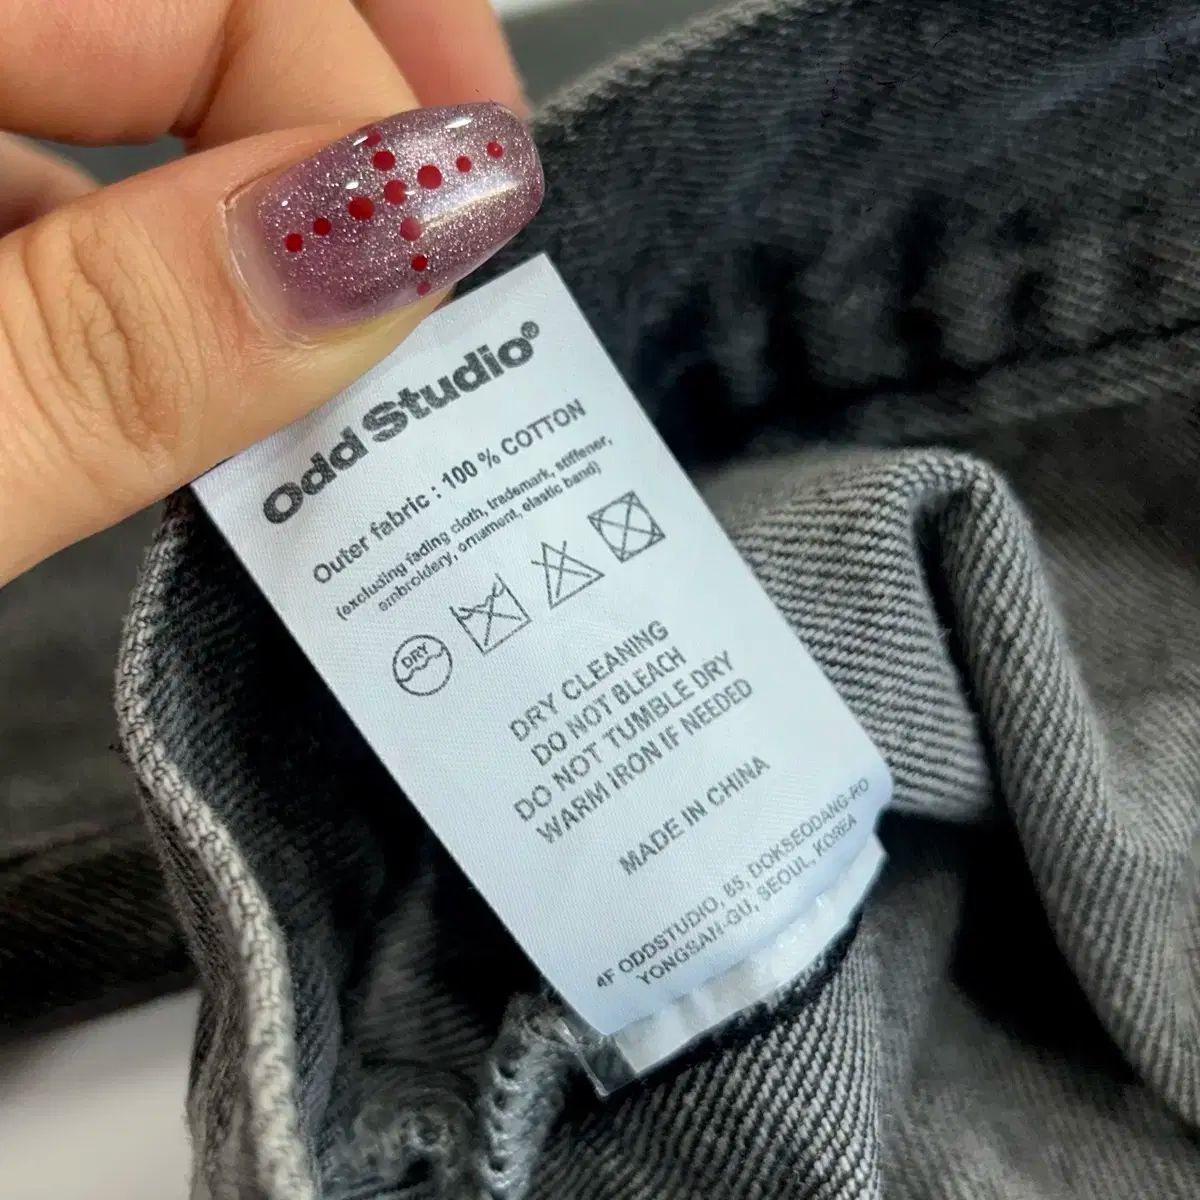 Odd Studio®
Outer fabric : 100 % COTTON
(excluding fading cloth, trademark, stiffener,
embroidery, ornament, elastic band)
DRY
DRY CLEANING
DO NOT BLEACH
DO NOT TUMBLE DRY
WARM IRON IF NEEDED
MADE IN CHINA
4F ODDSTUDIO, 85, DOKSEODANG-RO
YONGSAN-GU, SEOUL, KOREA